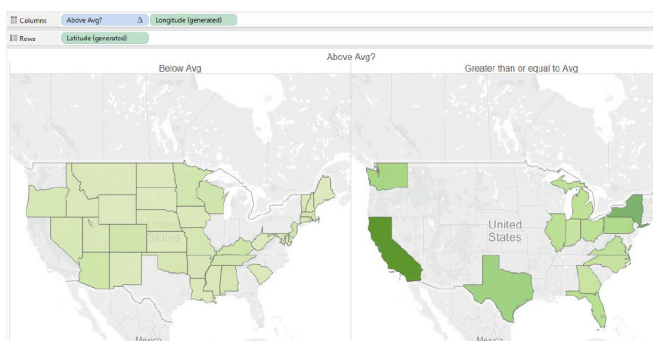 Columns
Above Avg? Δ
Longitude (generated)
Rows
Latitude (generated)
Above Avg?
Below Avg
Greater than or equal to Avg
United
States
Mexico
United
States
Mexico